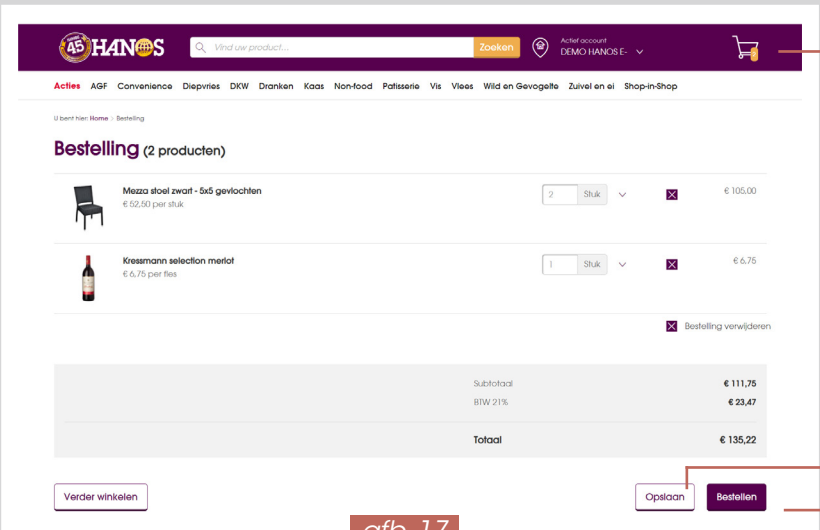 45 HANOS
Vind uw product...
Zoeken
Actief account
DEMO HANOS E-
Acties AGF Convenience Diepvries DKW Dranken Kaas Non-food Patisserie Vis Vlees Wild en Gevogelte Zuivel en ei Shop-in-Shop
U bent hier: Home > Bestelling
Bestelling (2 producten)
Mezza stoel zwart - 5x5 gevlochten
€ 52,50 per stuk
2 Stuk
€ 105,00
Kressmann selection merlot
€ 6,75 per fles
1 Stuk
€ 6,75
Bestelling verwijderen
Subtotaal € 111,75
BTW 21% € 23,47
Totaal € 135,22
Verder winkelen
Opslaan
Bestellen
afb. 17